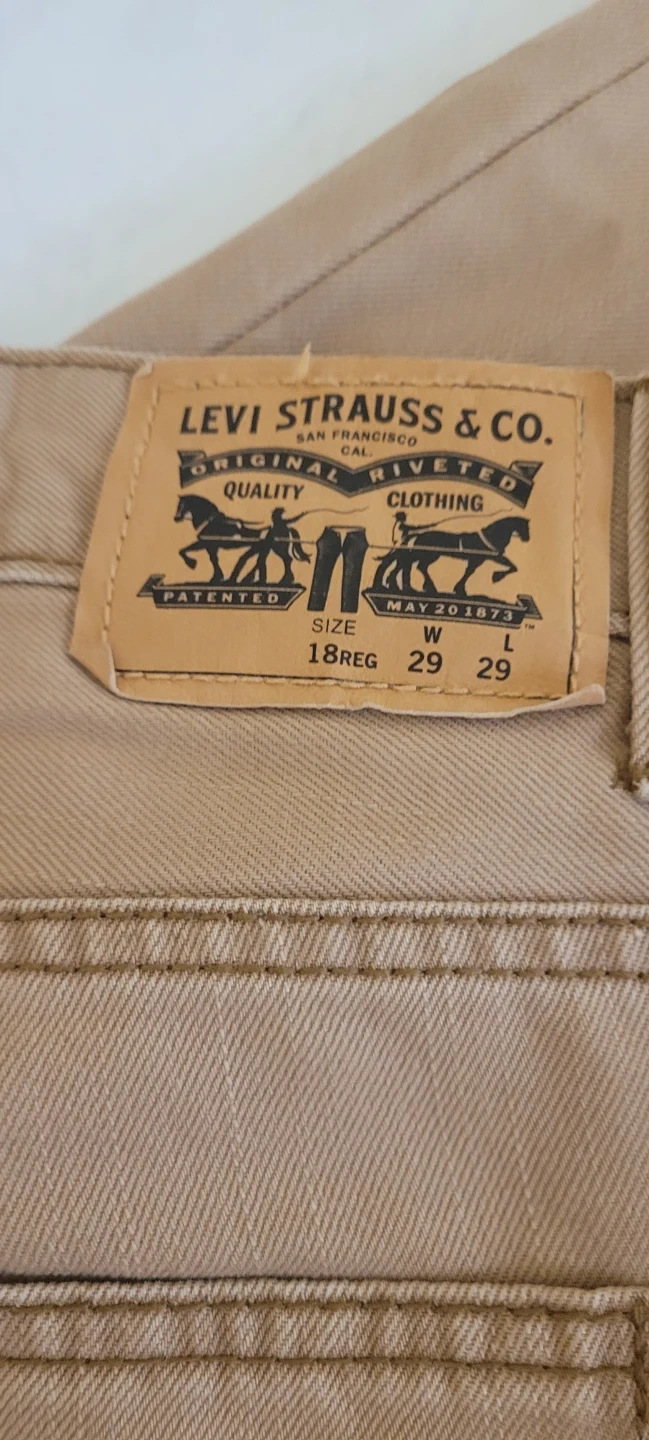 LEVI STRAUSS & CO.
SAN FRANCISCO
CAL.
ORIGINAL RIVETED
QUALITY CLOTHING
PATENTED MAY 20 1873 ™
SIZE W L
18REG 29 29